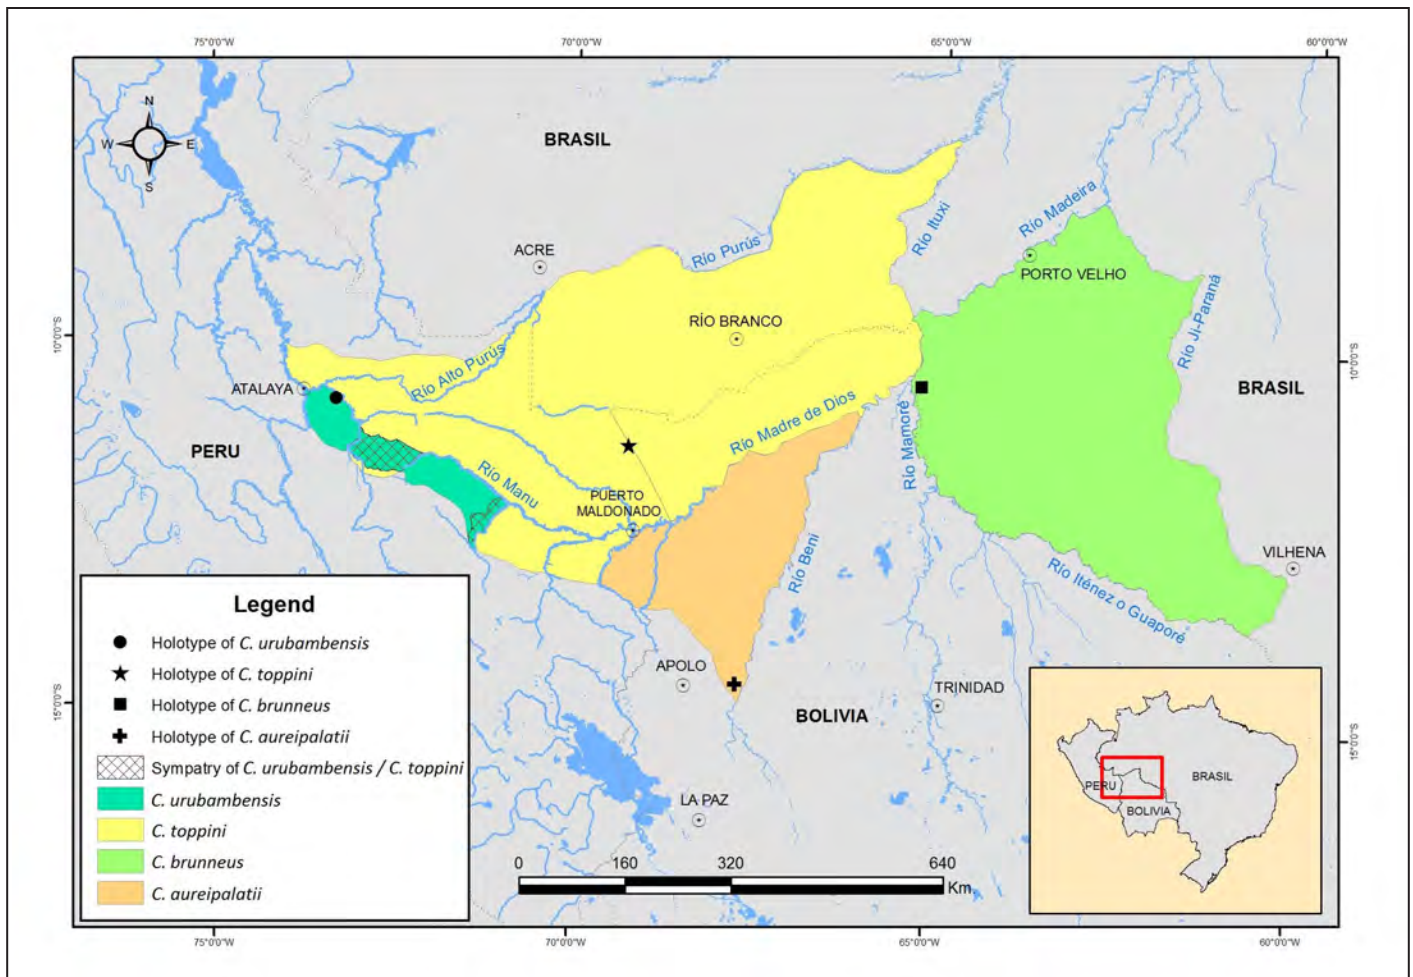 75°0'0"W 70°0'0"W 65°0'0"W 60°0'0"W
N
W E
S
BRASIL
ACRE
Río Purús
Río Ituxi
Río Madeira
PORTO VELHO
10°0'0"S
RÍO BRANCO
Río Ji-Paraná
10°0'0"S
ATALAYA
Río Alto Purús
BRASIL
PERU
Río Madre de Dios
Río Mamoré
Río Manu
PUERTO
MALDONADO
Río Beni
VILHENA
Río Iténez o Guaporé
APOLO
TRINIDAD
BOLIVIA
15°0'0"S
15°0'0"S
LA PAZ
Legend
Holotype of C. urubambensis
Holotype of C. toppini
Holotype of C. brunneus
Holotype of C. aureipalatii
Sympatry of C. urubambensis / C. toppini
C. urubambensis
C. toppini
C. brunneus
C. aureipalatii
0 160 320 640
Km
BRASIL
PERU
BOLIVIA
75°0'0"W 70°0'0"W 65°0'0"W 60°0'0"W